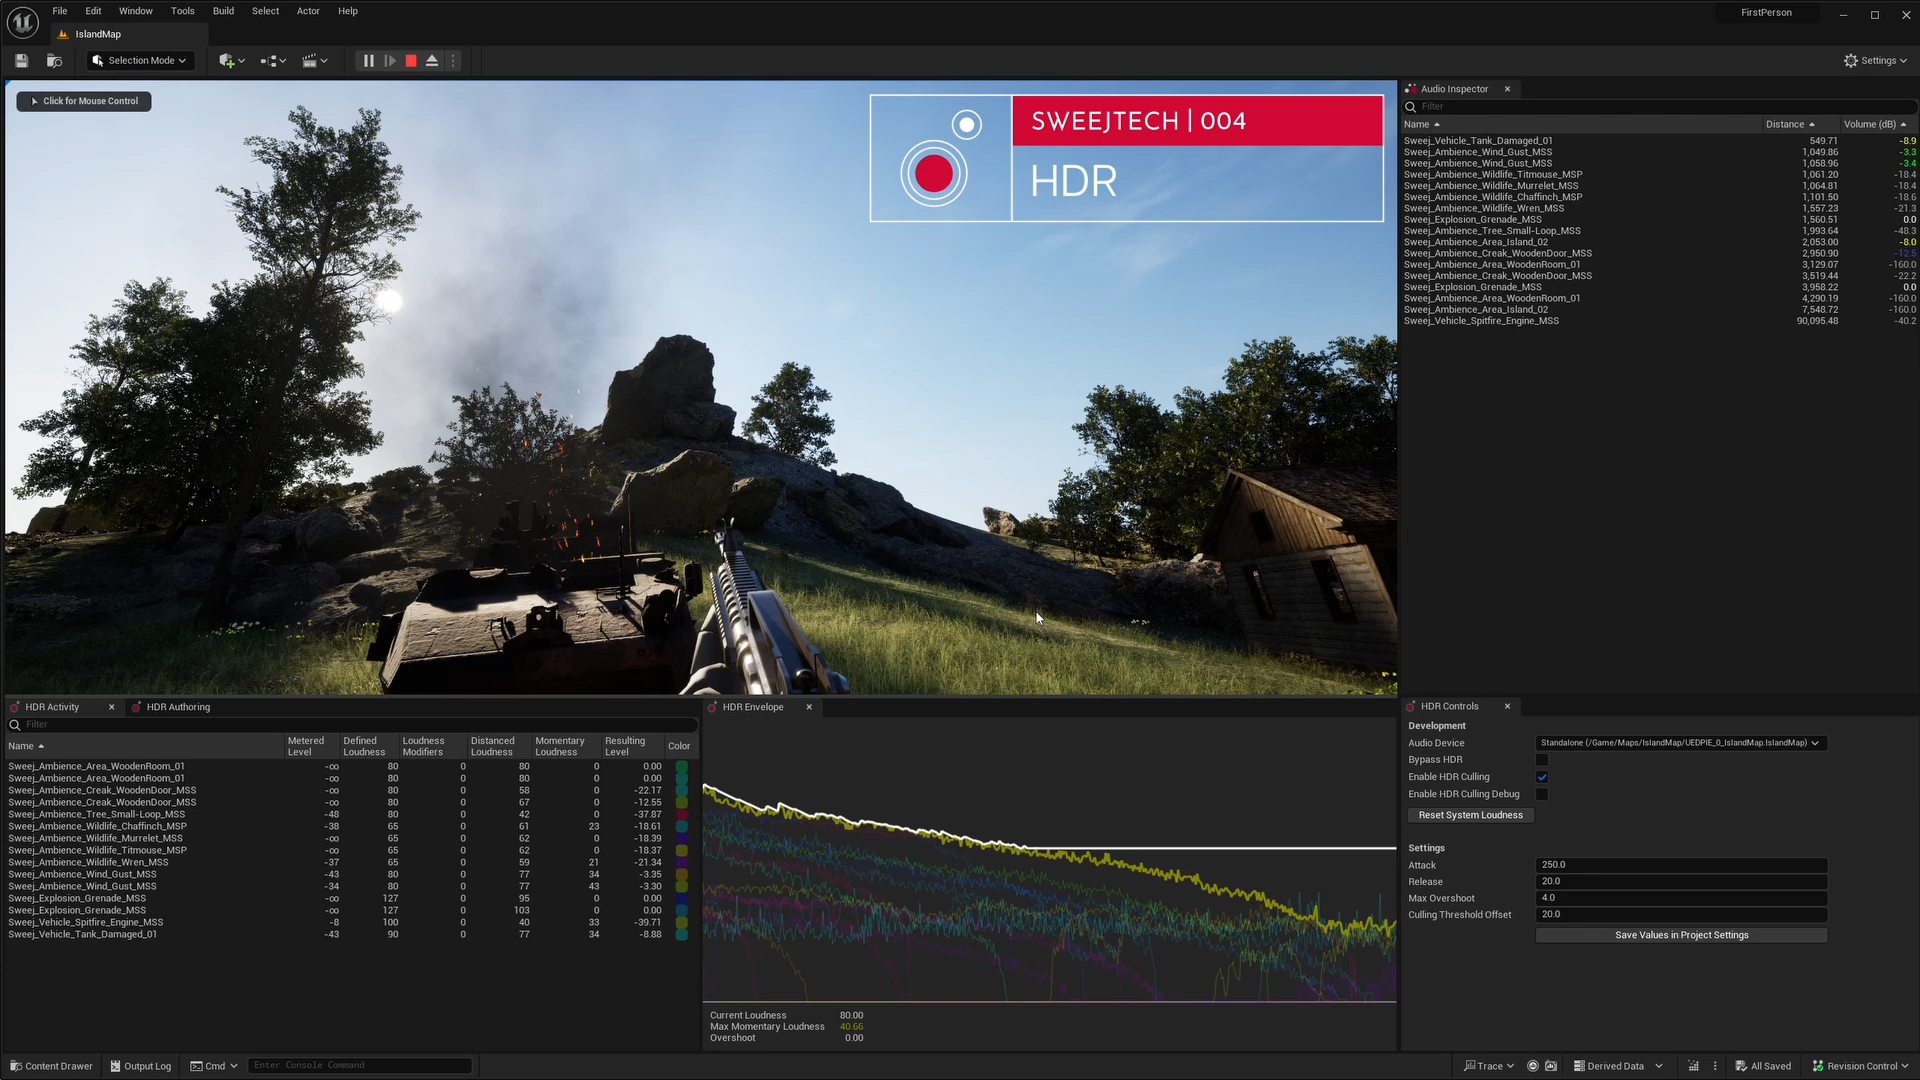 File Edit Window Tools Build Select Actor Help
FirstPerson
IslandMap
Selection Mode
Settings
Click for Mouse Control
SWEEJTECH | 004
HDR
Audio Inspector
Filter
Name Distance Volume (dB)
Sweej_Vehicle_Tank_Damaged_01 549.71 -8.9
Sweej_Ambience_Wind_Gust_MSS 1,049.86 -3.3
Sweej_Ambience_Wind_Gust_MSS 1,058.96 -3.4
Sweej_Ambience_Wildlife_Titmouse_MSP 1,061.20 -18.4
Sweej_Ambience_Wildlife_Murrelet_MSS 1,064.81 -18.4
Sweej_Ambience_Wildlife_Chaffinch_MSP 1,101.50 -18.6
Sweej_Ambience_Wildlife_Wren_MSS 1,557.23 -21.3
Sweej_Explosion_Grenade_MSS 1,560.51 0.0
Sweej_Ambience_Tree_Small-Loop_MSS 1,993.64 -48.3
Sweej_Ambience_Area_Island_02 2,053.00 -8.0
Sweej_Ambience_Creak_WoodenDoor_MSS 2,950.90 -12.5
Sweej_Ambience_Area_WoodenRoom_01 3,129.07 -160.0
Sweej_Ambience_Creak_WoodenDoor_MSS 3,519.44 -22.2
Sweej_Explosion_Grenade_MSS 3,958.22 0.0
Sweej_Ambience_Area_WoodenRoom_01 4,290.19 -160.0
Sweej_Ambience_Area_Island_02 7,548.72 -160.0
Sweej_Vehicle_Spitfire_Engine_MSS 90,095.48 -40.2
HDR Activity HDR Authoring
Filter
Name Metered Level Defined Loudness Loudness Modifiers Distanced Loudness Momentary Loudness Resulting Level Color
Sweej_Ambience_Area_WoodenRoom_01 -∞ 80 0 80 0 0.00
Sweej_Ambience_Area_WoodenRoom_01 -∞ 80 0 80 0 0.00
Sweej_Ambience_Creak_WoodenDoor_MSS -∞ 80 0 58 0 -22.17
Sweej_Ambience_Creak_WoodenDoor_MSS -∞ 80 0 67 0 -12.55
Sweej_Ambience_Tree_Small-Loop_MSS -48 80 0 42 0 -37.87
Sweej_Ambience_Wildlife_Chaffinch_MSP -38 65 0 61 23 -18.61
Sweej_Ambience_Wildlife_Murrelet_MSS -∞ 65 0 62 0 -18.39
Sweej_Ambience_Wildlife_Titmouse_MSP -∞ 65 0 62 0 -18.37
Sweej_Ambience_Wildlife_Wren_MSS -37 65 0 59 21 -21.34
Sweej_Ambience_Wind_Gust_MSS -43 80 0 77 34 -3.35
Sweej_Ambience_Wind_Gust_MSS -34 80 0 77 43 -3.30
Sweej_Explosion_Grenade_MSS -∞ 127 0 95 0 0.00
Sweej_Explosion_Grenade_MSS -∞ 127 0 103 0 0.00
Sweej_Vehicle_Spitfire_Engine_MSS -8 100 0 40 33 -39.71
Sweej_Vehicle_Tank_Damaged_01 -43 90 0 77 34 -8.88
HDR Envelope
Current Loudness 80.00
Max Momentary Loudness 40.66
Overshoot 0.00
HDR Controls
Development
Audio Device Standalone (/Game/Maps/IslandMap/UEDPIE_0_IslandMap.IslandMap)
Bypass HDR
Enable HDR Culling
Enable HDR Culling Debug
Reset System Loudness
Settings
Attack 250.0
Release 20.0
Max Overshoot 4.0
Culling Threshold Offset 20.0
Save Values in Project Settings
Content Drawer Output Log Cmd Enter Console Command Trace Derived Data All Saved Revision Control